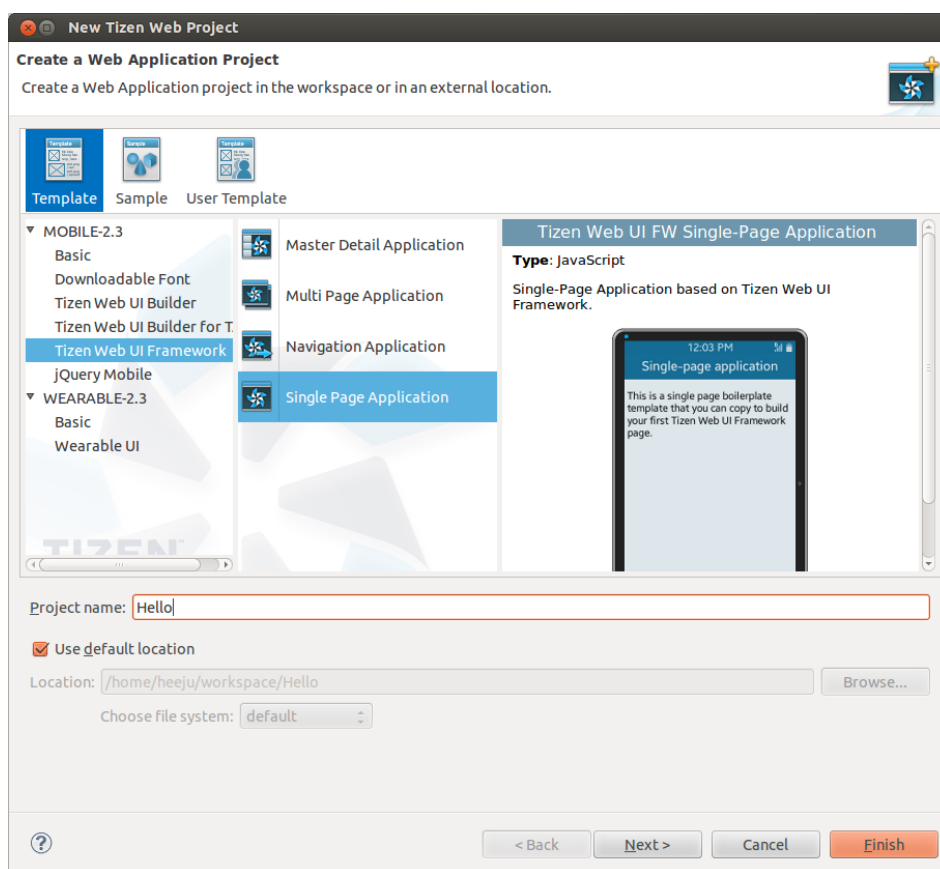 New Tizen Web Project
Create a Web Application Project
Create a Web Application project in the workspace or in an external location.
Template
Sample
User Template
MOBILE-2.3
Basic
Downloadable Font
Tizen Web UI Builder
Tizen Web UI Builder for T
Tizen Web UI Framework
jQuery Mobile
WEARABLE-2.3
Basic
Wearable UI
TIZEN
Master Detail Application
Multi Page Application
Navigation Application
Single Page Application
Tizen Web UI FW Single-Page Application
Type: JavaScript
Single-Page Application based on Tizen Web UI
Framework.
12:03 PM
Single-page application
This is a single page boilerplate
template that you can copy to build
your first Tizen Web UI Framework
page.
Project name: Hello
Use default location
Location: /home/heeju/workspace/Hello
Browse...
Choose file system: default
< Back
Next >
Cancel
Finish